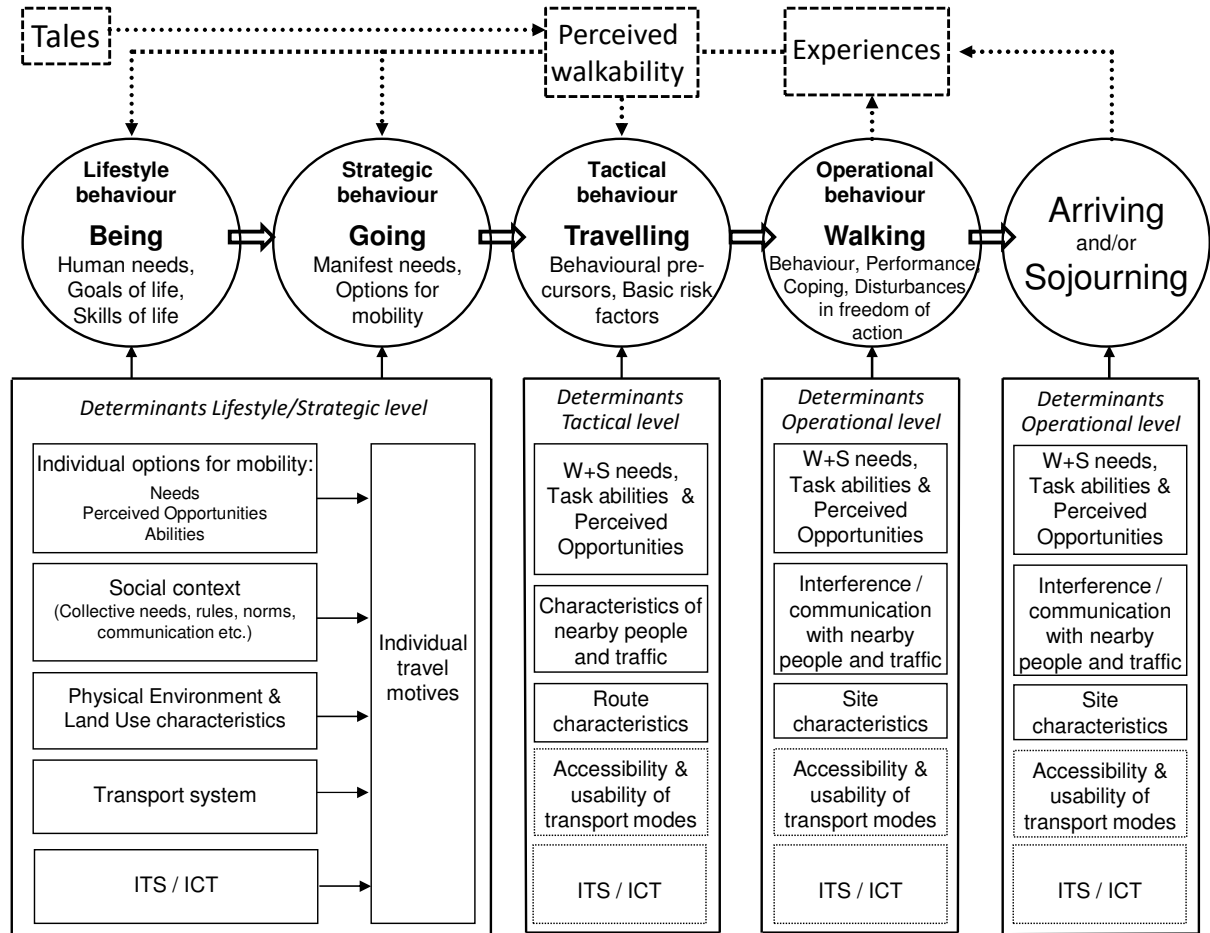 Tales
Perceived
walkability
Experiences
Lifestyle
behaviour
Being
Human needs,
Goals of life,
Skills of life
Strategic
behaviour
Going
Manifest needs,
Options for
mobility
Tactical
behaviour
Travelling
Behavioural pre-
cursors, Basic risk
factors
Operational
behaviour
Walking
Behaviour, Performance,
Coping, Disturbances
in freedom of
action
Arriving
and/or
Sojourning
Determinants Lifestyle/Strategic level
Individual options for mobility:
Needs
Perceived Opportunities
Abilities
Social context
(Collective needs, rules, norms,
communication etc.)
Physical Environment &
Land Use characteristics
Transport system
ITS / ICT
Individual
travel
motives
Determinants
Tactical level
W+S needs,
Task abilities &
Perceived
Opportunities
Characteristics of
nearby people
and traffic
Route
characteristics
Accessibility &
usability of
transport modes
ITS / ICT
Determinants
Operational level
W+S needs,
Task abilities &
Perceived
Opportunities
Interference /
communication
with nearby
people and traffic
Site
characteristics
Accessibility &
usability of
transport modes
ITS / ICT
Determinants
Operational level
W+S needs,
Task abilities &
Perceived
Opportunities
Interference /
communication
with nearby
people and traffic
Site
characteristics
Accessibility &
usability of
transport modes
ITS / ICT